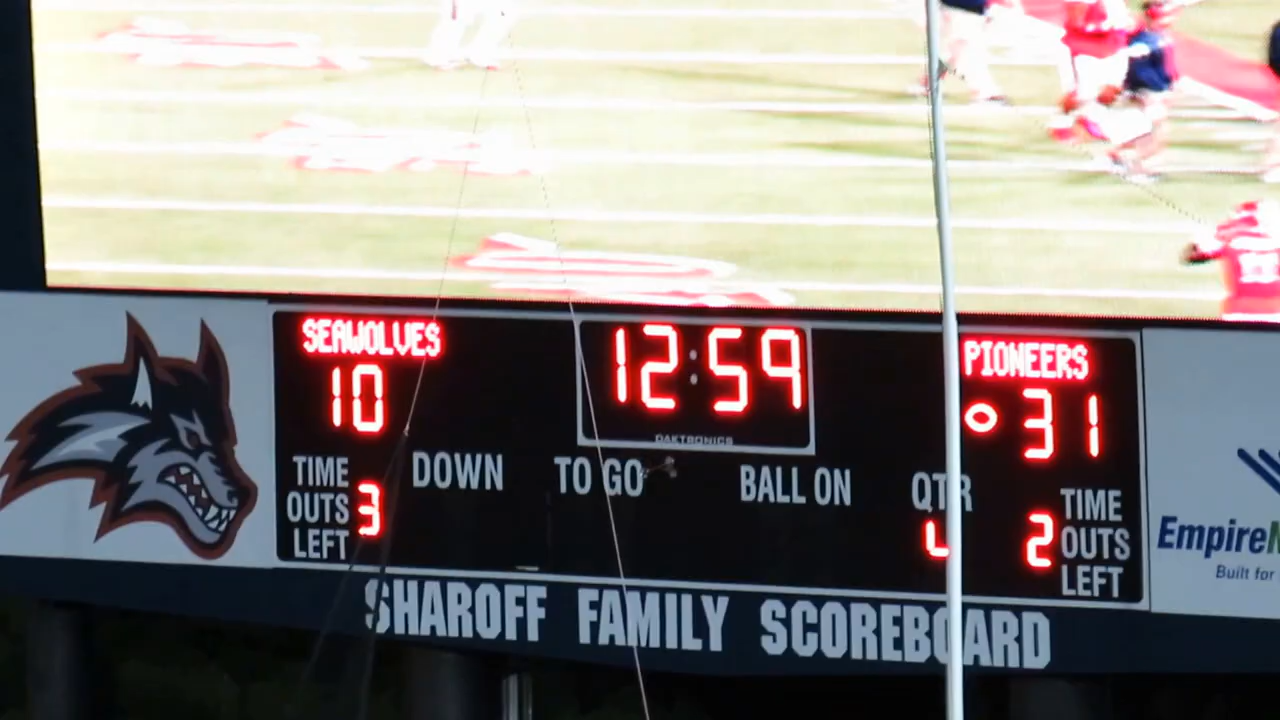 SEAWOLVES
10
12:59
PIONEERS
31
DAKTRONICS
TIME OUTS LEFT
3
DOWN
TO GO
BALL ON
QTR
2
TIME OUTS LEFT
Empire
Built for
SHAROFF FAMILY SCOREBOARD